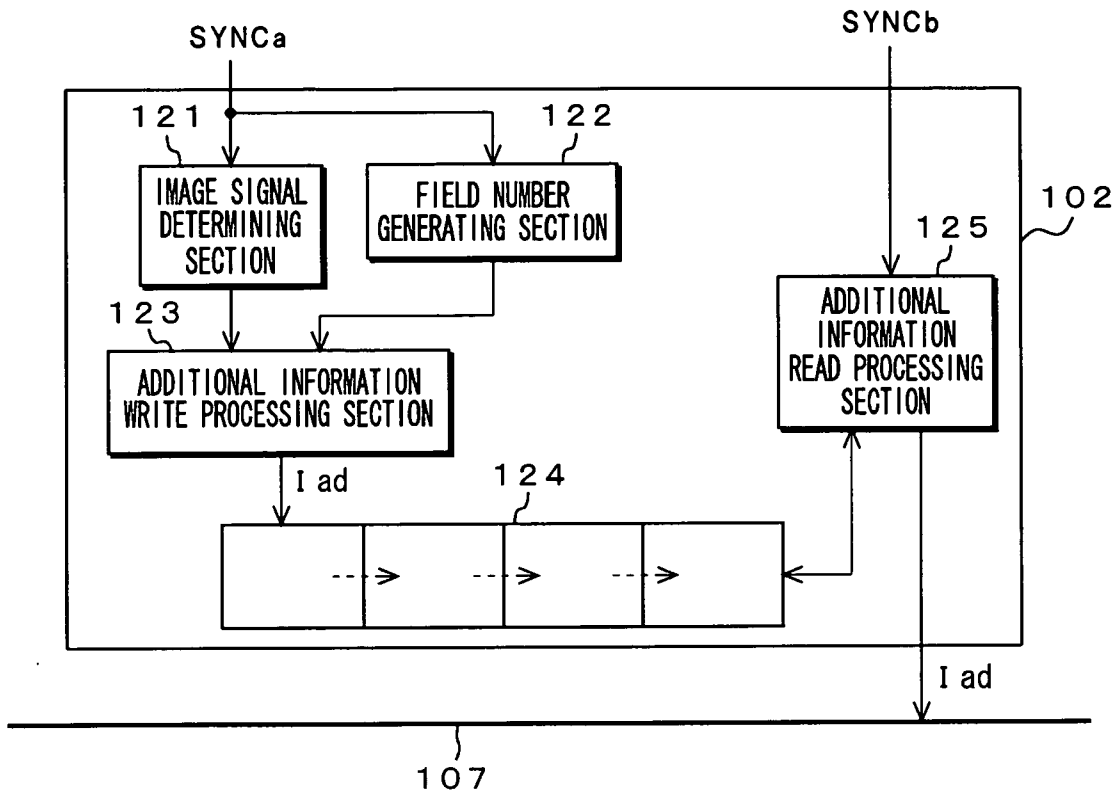 SYNCa
SYNCb
121
122
IMAGE SIGNAL
DETERMINING
SECTION
FIELD NUMBER
GENERATING SECTION
102
125
123
ADDITIONAL
INFORMATION
READ PROCESSING
SECTION
ADDITIONAL INFORMATION
WRITE PROCESSING SECTION
I ad
124
I ad
107